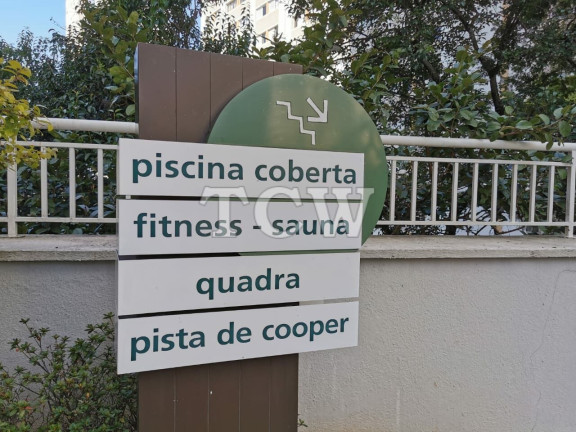 piscina coberta
fitness - sauna
TCW
quadra
pista de cooper